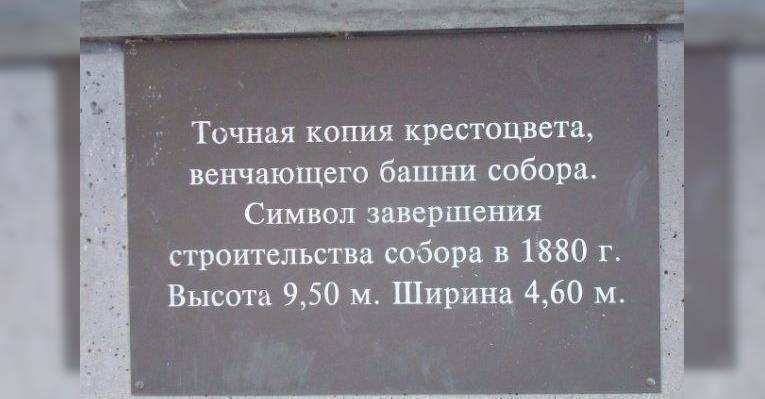 Точная копия крестоцвета,
венчающего башни собора.
Символ завершения
строительства собора в 1880 г.
Высота 9,50 м. Ширина 4,60 м.